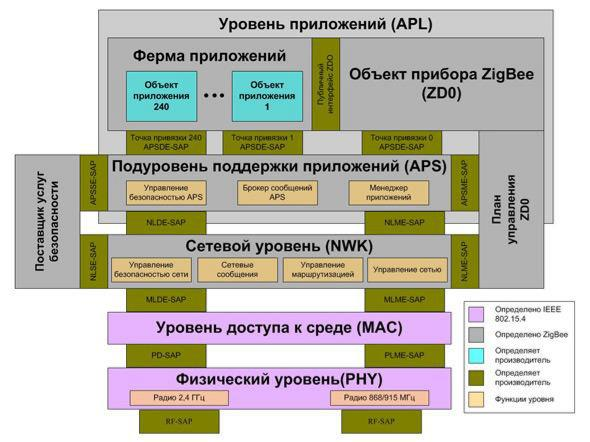 Уровень приложений (APL)
Ферма приложений
Объект
приложения
240
•••
Объект
приложения
1
Публичный
интерфейс ZDO
Объект прибора ZigBee
(ZD0)
Точка привязки 240
APSDE-SAP
Точка привязки 1
APSDE-SAP
Точка привязки 0
APSDE-SAP
Поставщик услуг
безопасности
APSSE-SAP
Подуровень поддержки приложений (APS)
Управление
безопасностью APS
Брокер сообщений
APS
Менеджер
приложений
APSME-SAP
План
управления
ZD0
NLDE-SAP
NLME-SAP
NLSE-SAP
Сетевой уровень (NWK)
Управление
безопасностью сети
Сетевые
сообщения
Управление
маршрутизацией
Управление сетью
NLME-SAP
MLDE-SAP
MLME-SAP
Уровень доступа к среде (MAC)
PD-SAP
PLME-SAP
Физический уровень(PHY)
Радио 2,4 ГГц
Радио 868/915 МГц
RF-SAP
RF-SAP
Определено IEEE
802.15.4
Определено ZigBee
Определяет
производитель
Определяет
производитель
Функции уровня